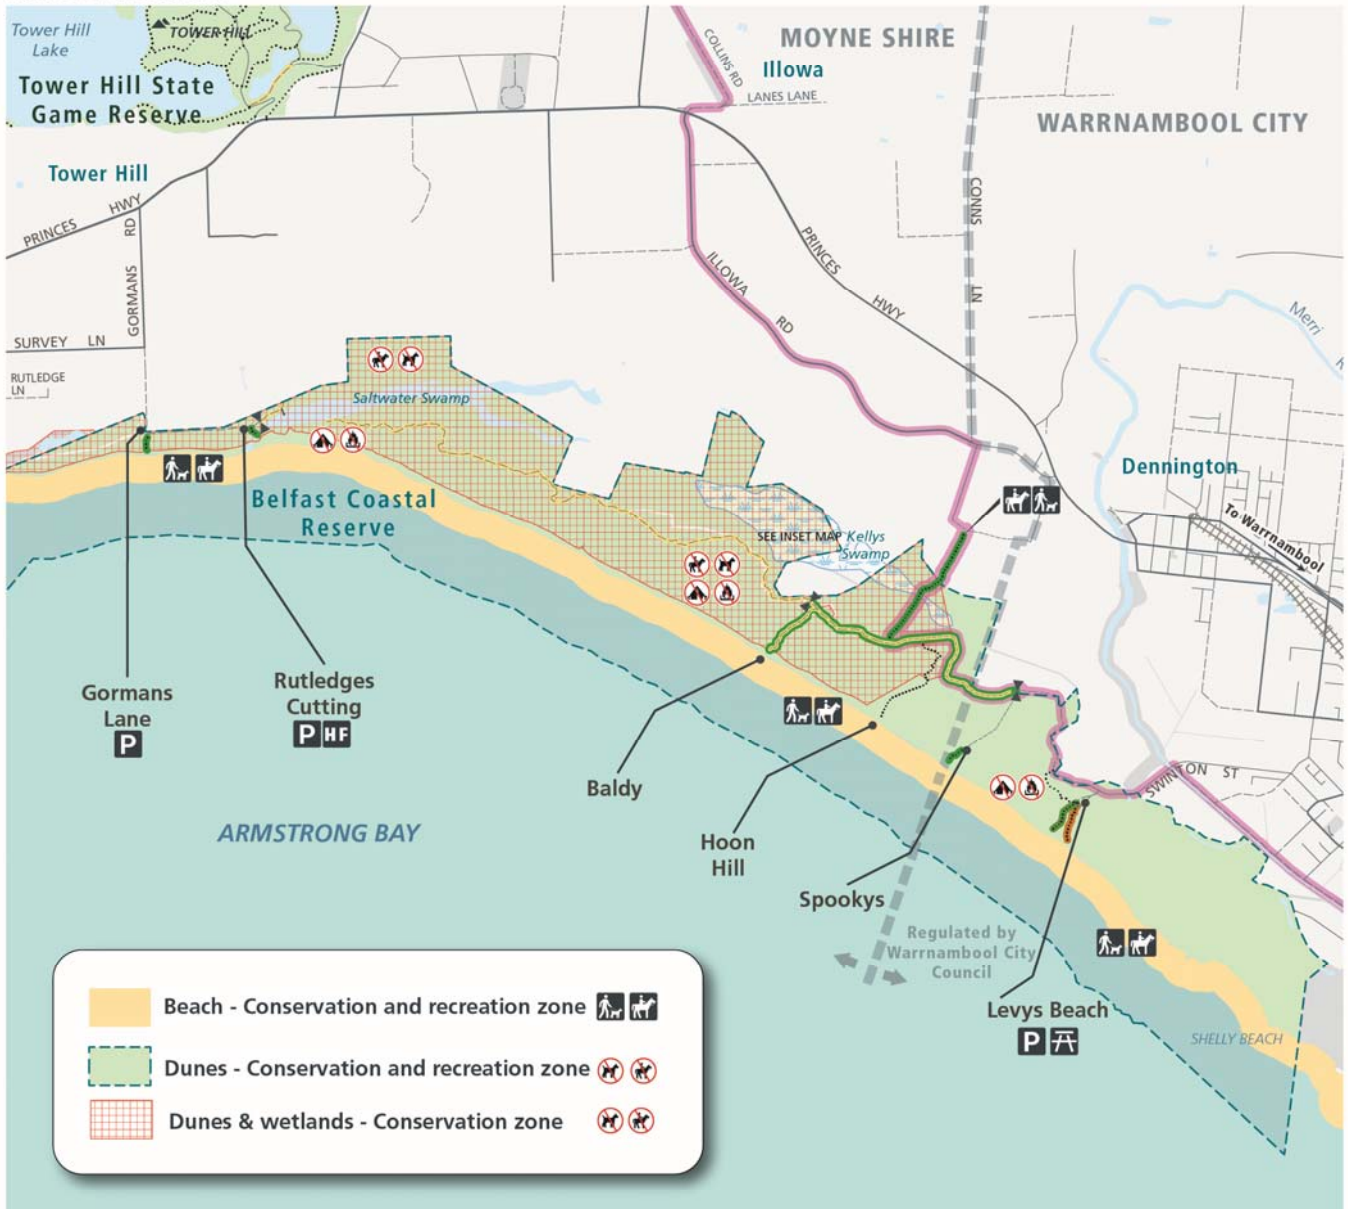 Tower Hill
Lake
TOWER HILL
Tower Hill State
Game Reserve
Tower Hill
PRINCES HWY
GORMANS RD
SURVEY LN
RUTLEDGE
LN
COLLINS RD
MOYNE SHIRE
Illowa
LANES LANE
WARRNAMBOOL CITY
CONNS LN
PRINCES HWY
ILLOWA RD
Merri
Dennington
To Warrnambool
Saltwater Swamp
Belfast Coastal
Reserve
SEE INSET MAP
Kellys
Swamp
Gormans
Lane
P
Rutledges
Cutting
P HF
Baldy
Hoon
Hill
Spookys
SWINTON ST
ARMSTRONG BAY
Regulated by
Warrnambool City
Council
Levys Beach
P
SHELLY BEACH
Beach - Conservation and recreation zone
Dunes - Conservation and recreation zone
Dunes & wetlands - Conservation zone